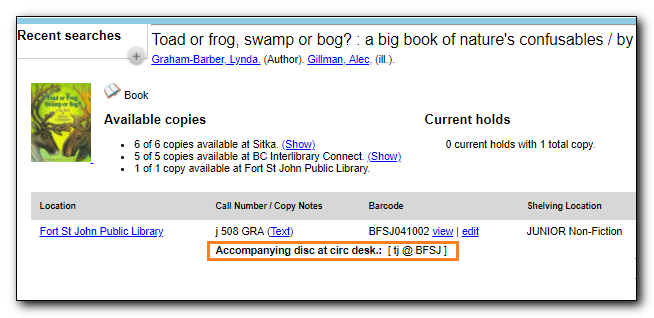 Recent searches
+
Toad or frog, swamp or bog? : a big book of nature's confusables / by
Graham-Barber, Lynda. (Author). Gillman, Alec, (ill.).
Toad or Frog,
Swamp or Bog?
Book
Available copies
Current holds
6 of 6 copies available at Sitka. (Show)
0 current holds with 1 total copy.
5 of 5 copies available at BC Interlibrary Connect. (Show)
1 of 1 copy available at Fort St John Public Library.
Location Call Number / Copy Notes Barcode Shelving Location
Fort St John Public Library j 508 GRA (Text) BFSJ041002 view | edit JUNIOR Non-Fiction
Accompanying disc at circ desk.: [ tj @ BFSJ ]